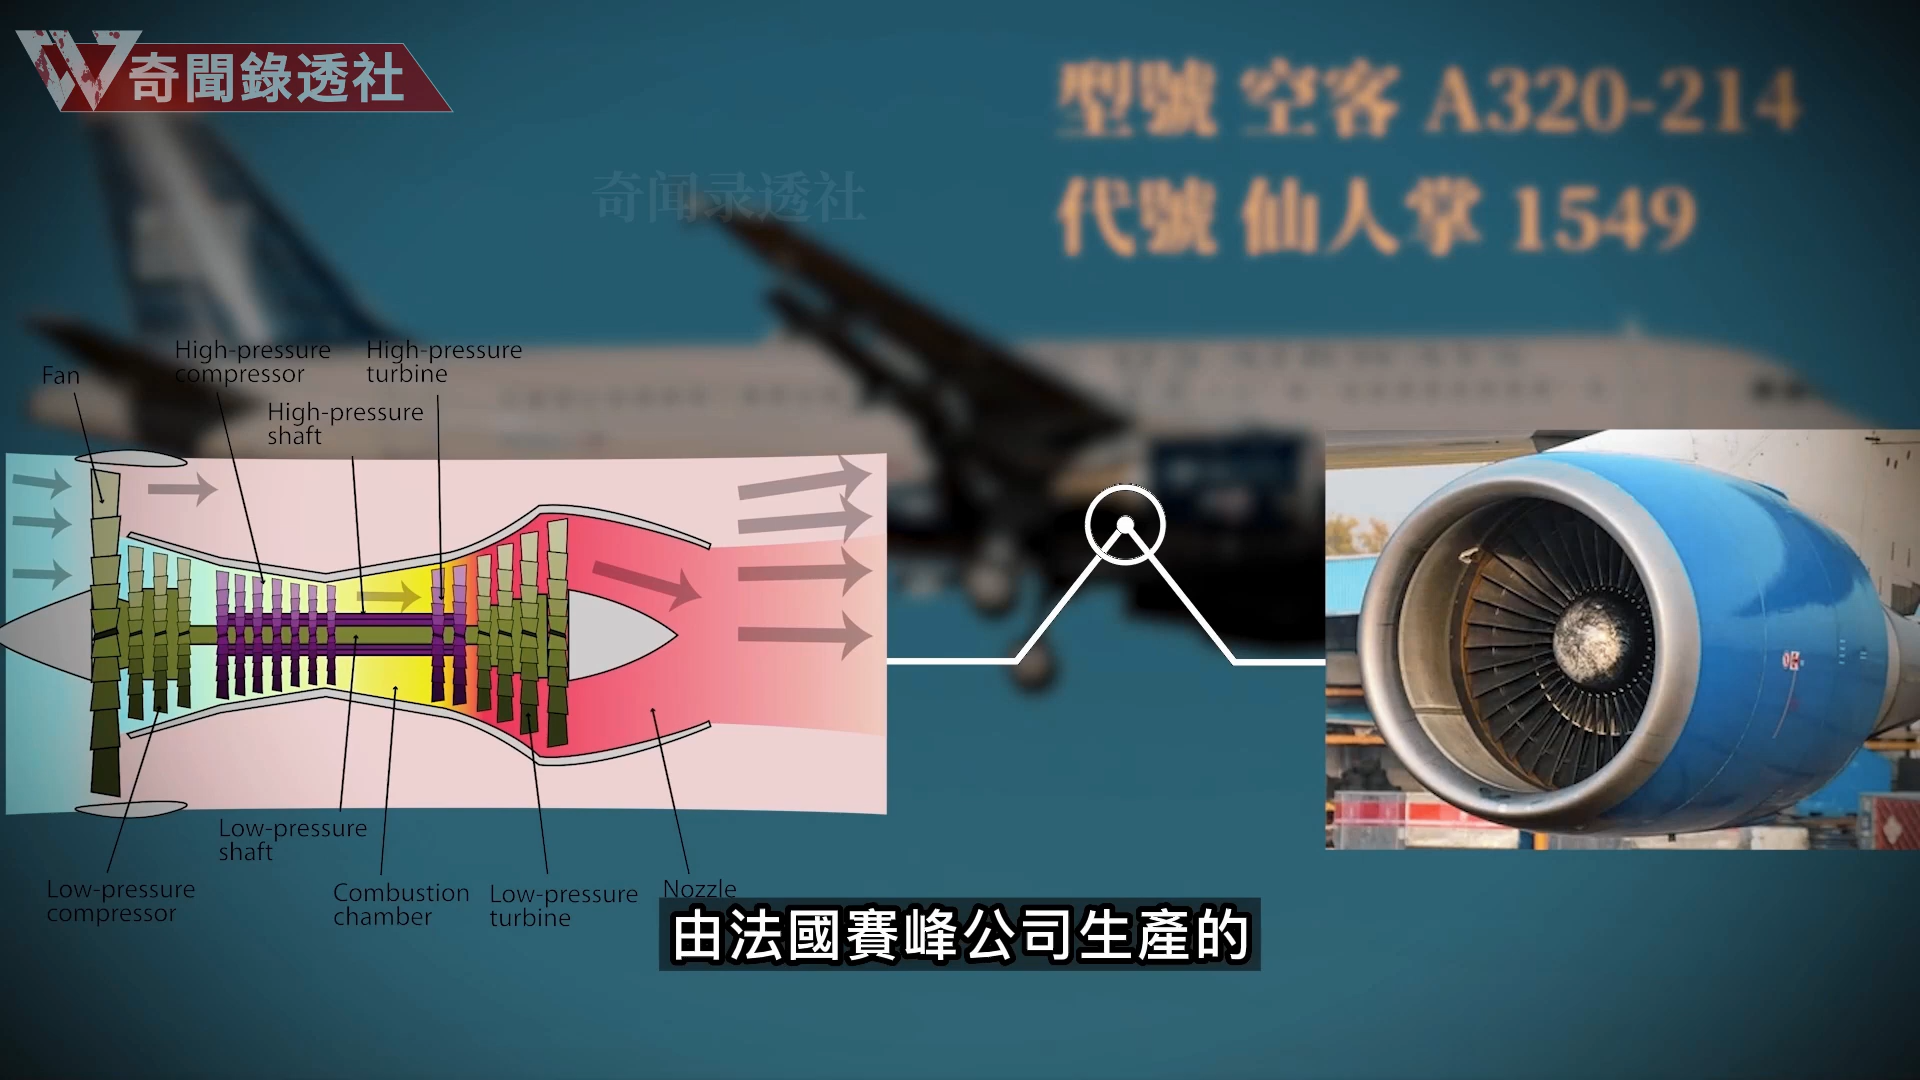 奇聞錄透社
型號 空客 A320-214
代號 仙人掌 1549
奇闻录透社
Fan
High-pressure
compressor
High-pressure
turbine
High-pressure
shaft
Low-pressure
shaft
Low-pressure
compressor
Combustion
chamber
Low-pressure
turbine
Nozzle
由法國賽峰公司生產的